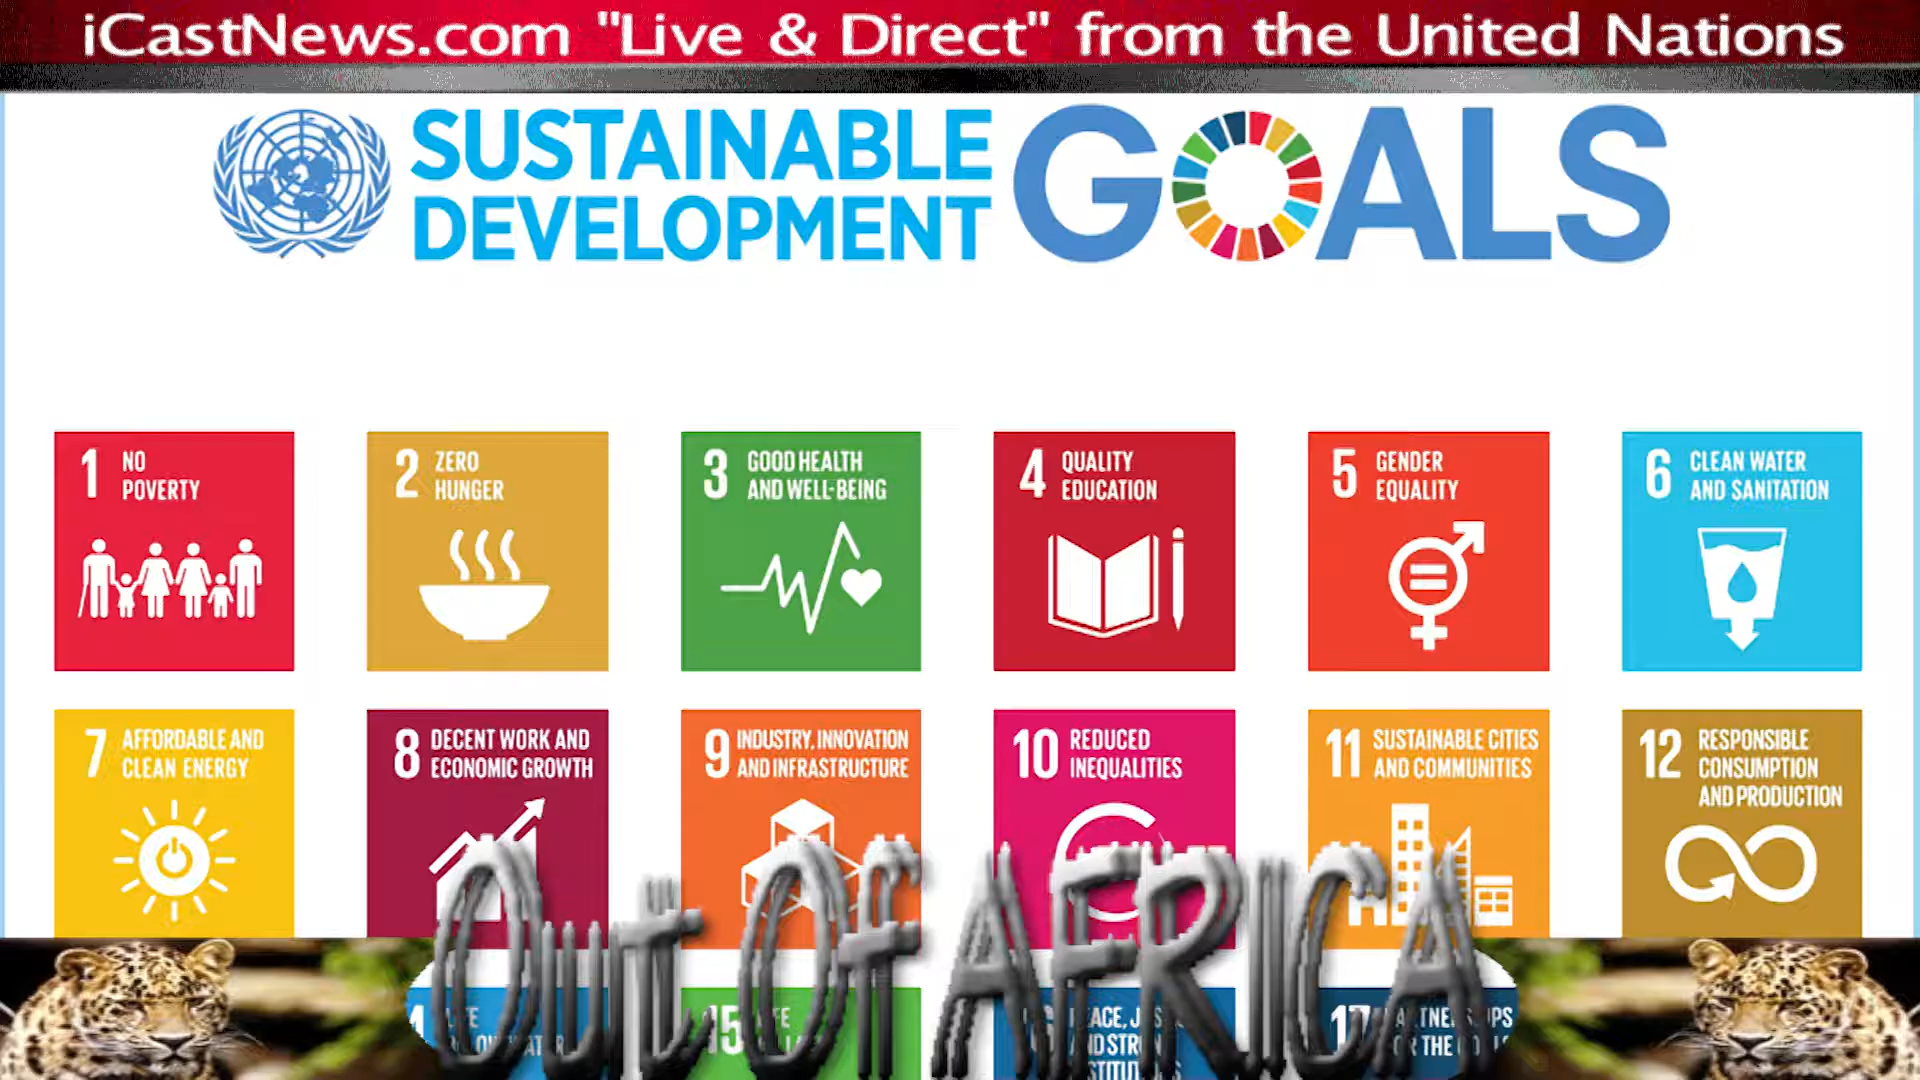 iCastNews.com "Live & Direct" from the United Nations
SUSTAINABLE
DEVELOPMENT
GOALS
1 NO
POVERTY
2 ZERO
HUNGER
3 GOOD HEALTH
AND WELL-BEING
4 QUALITY
EDUCATION
5 GENDER
EQUALITY
6 CLEAN WATER
AND SANITATION
7 AFFORDABLE AND
CLEAN ENERGY
8 DECENT WORK AND
ECONOMIC GROWTH
9 INDUSTRY, INNOVATION
AND INFRASTRUCTURE
10 REDUCED
INEQUALITIES
11 SUSTAINABLE CITIES
AND COMMUNITIES
12 RESPONSIBLE
CONSUMPTION
AND PRODUCTION
Out Of AFRICA
15
17
THE